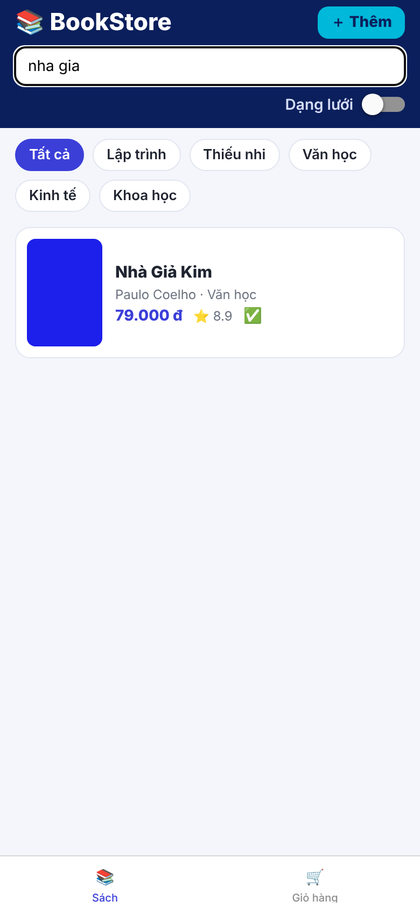 📚 BookStore
+ Thêm
nha gia
Dạng lưới
Tất cả
Lập trình
Thiếu nhi
Văn học
Kinh tế
Khoa học
Nhà Giả Kim
Paulo Coelho · Văn học
79.000 đ ⭐ 8.9 ✅
Sách
Giỏ hàng